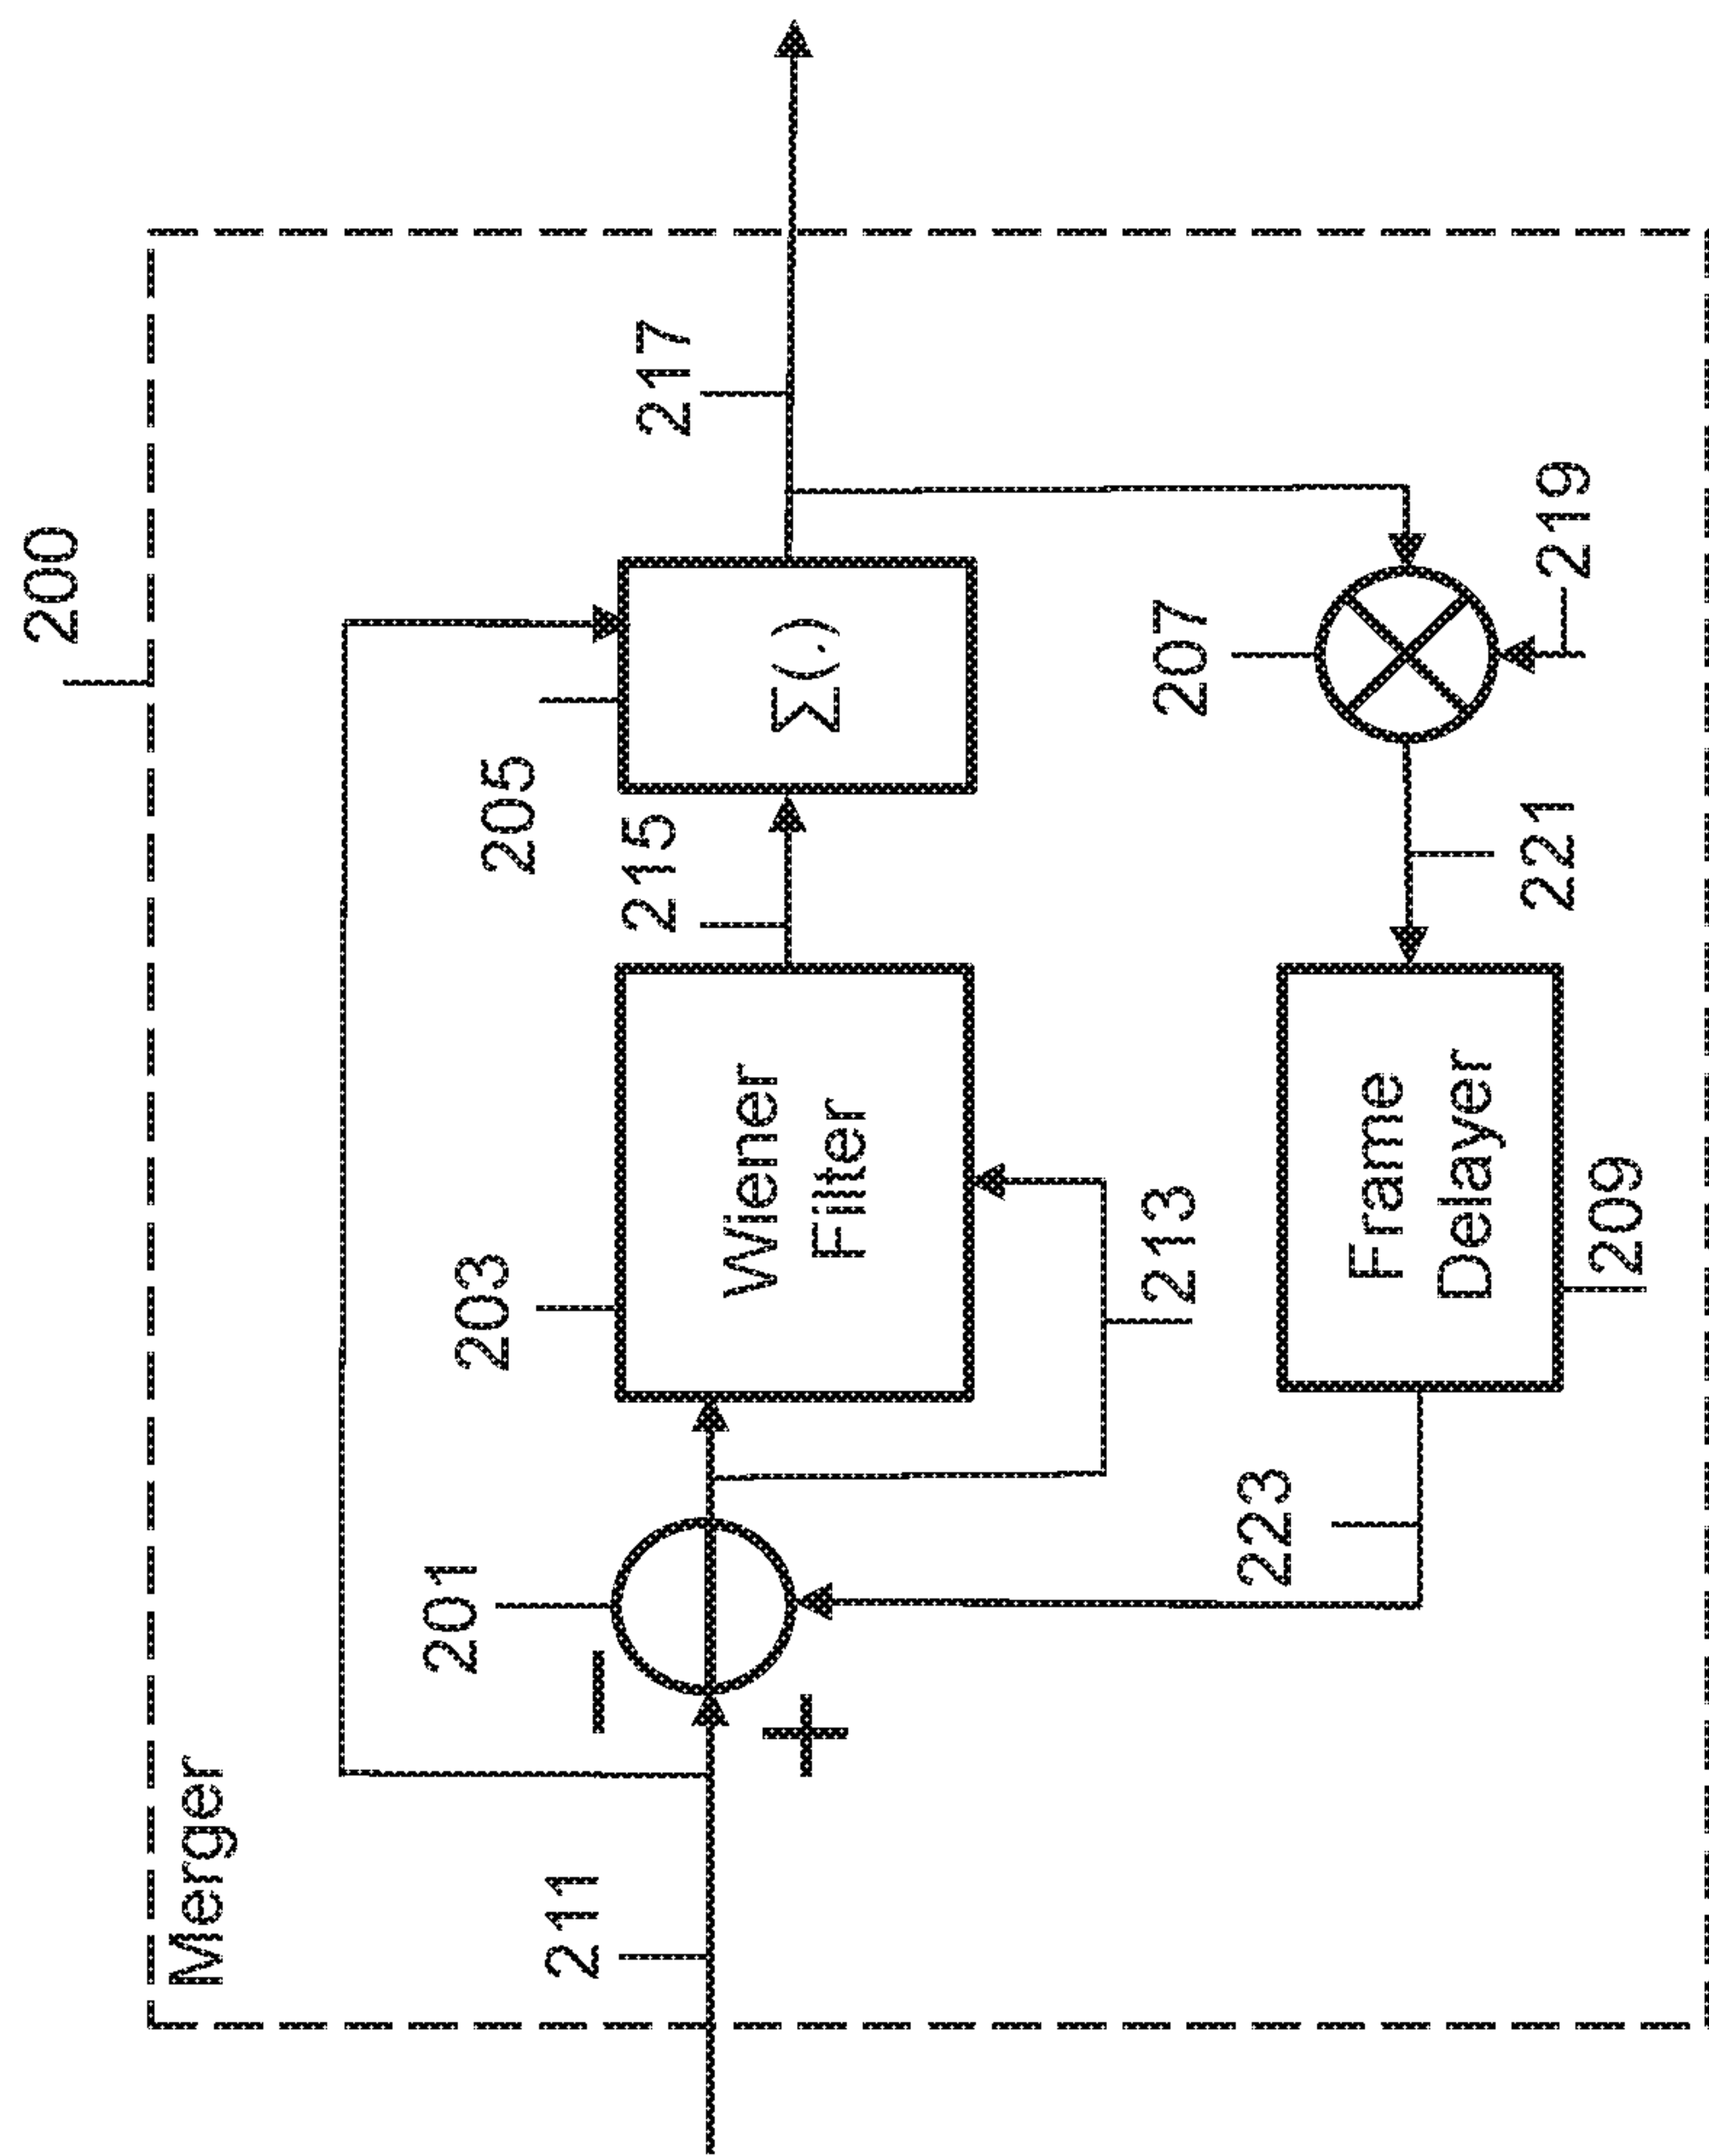 200
Merger
201
203
205
211
Wiener
Filter
215
Σ(.)
217
−
+
213
223
Frame
Delayer
209
221
207
219